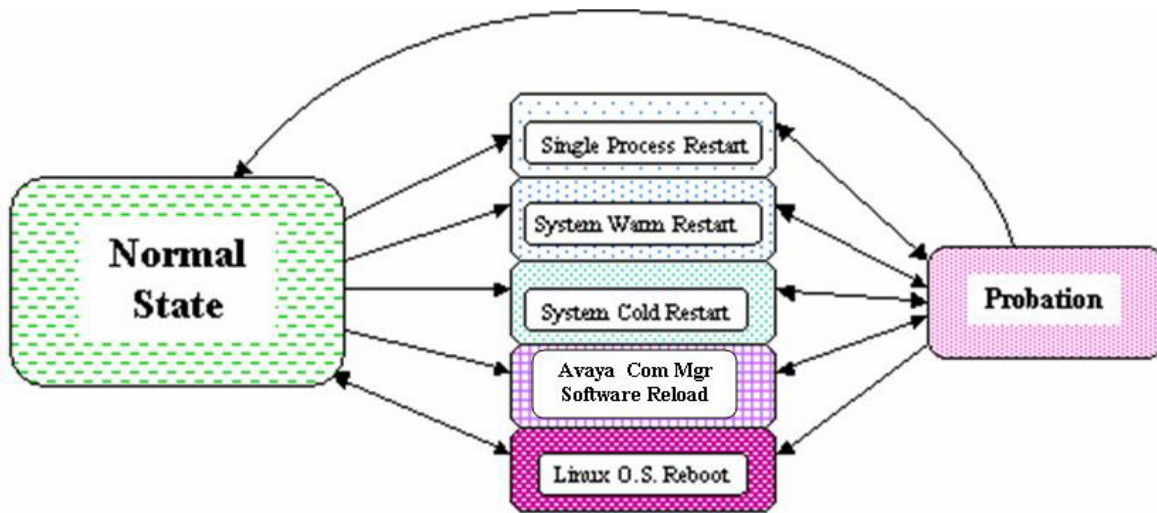 Single Process Restart
System Warm Restart
Normal
State
System Cold Restart
Probation
Avaya Com Mgr
Software Reload
Linux O.S. Reboot